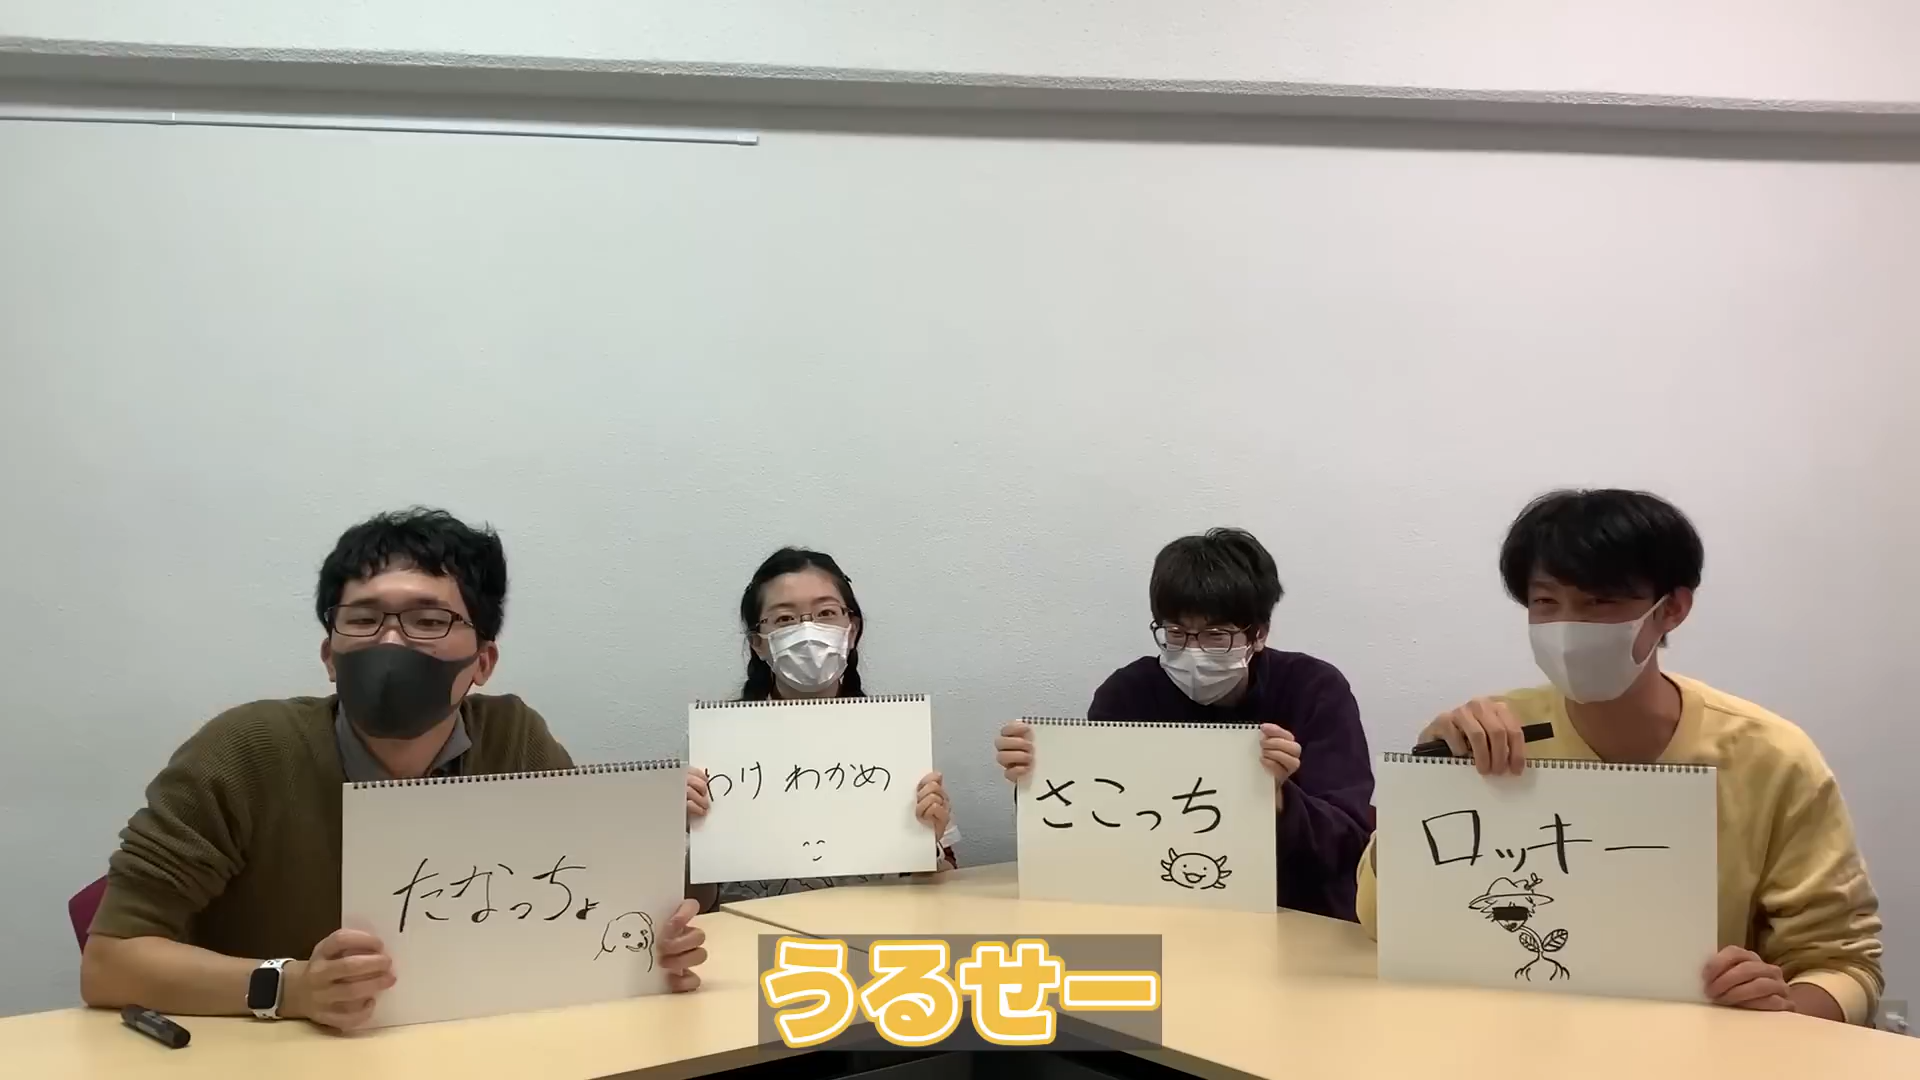 たなっちょ
わけ わかめ
さこっち
ロッキー
うるせー